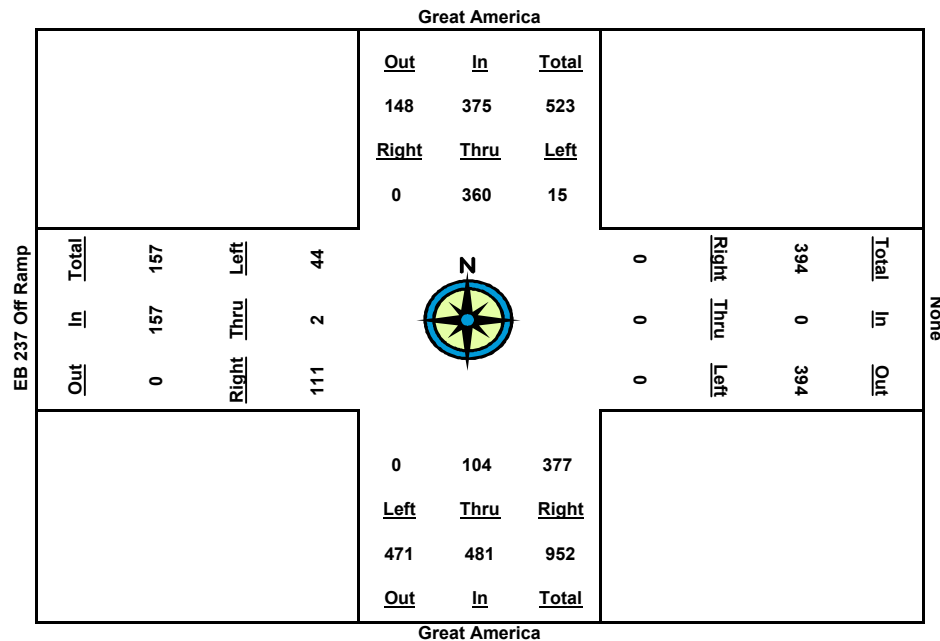 Great America
Out In Total
148 375 523
Right Thru Left
0 360 15
EB 237 Off Ramp
Total 157 Left 44
In 157 Thru 2
Out 0 Right 111
N
0 Right 394 Total
0 Thru 0 In
0 Left 394 Out
None
0 104 377
Left Thru Right
471 481 952
Out In Total
Great America